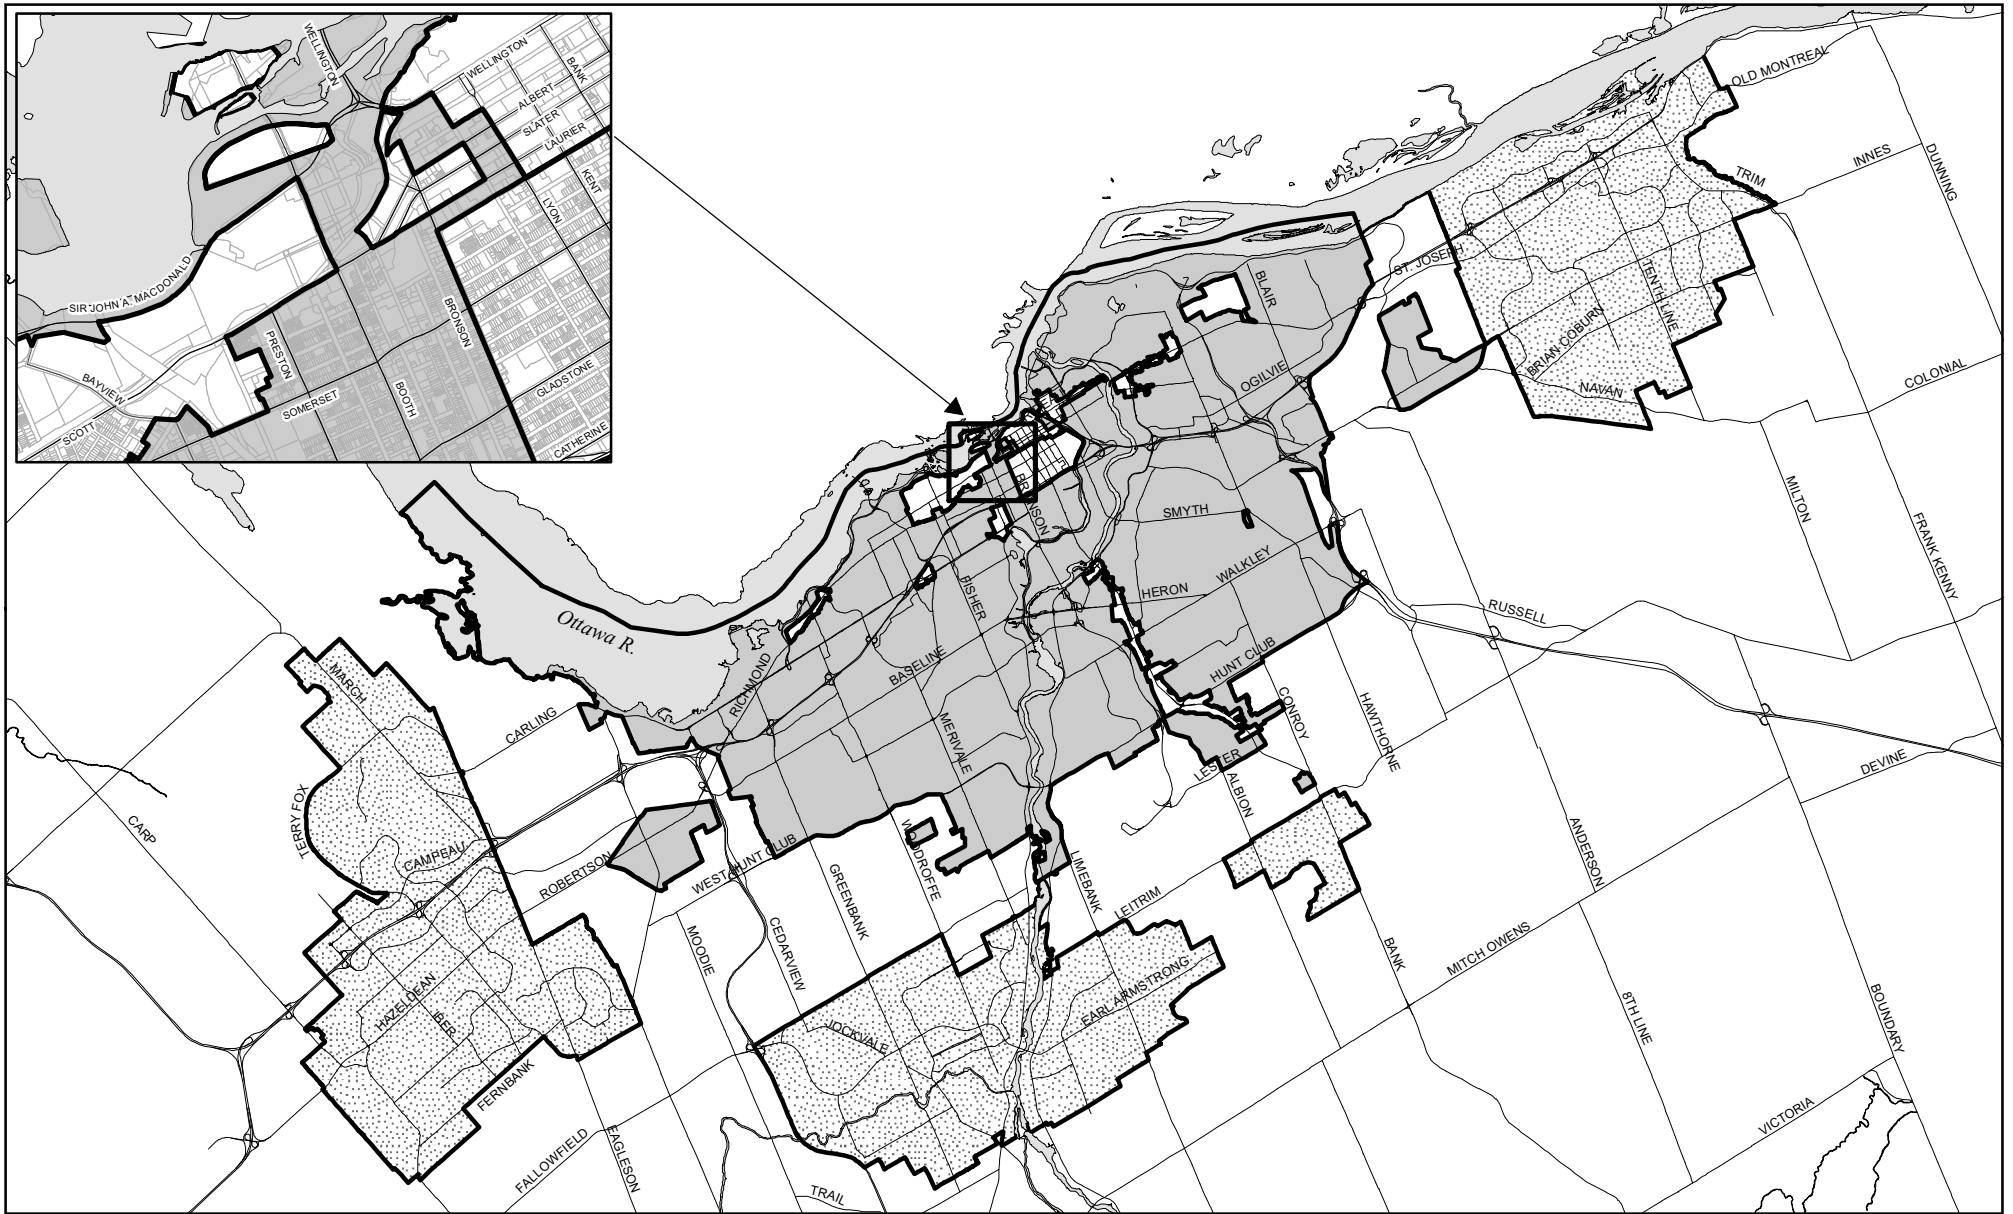 WELLINGTON
WELLINGTON
BANK
ALBERT
SLATER
LAURIER
KENT
LYON
SIR JOHN A. MACDONALD
BRONSON
PRESTON
BAYVIEW
SCOTT
SOMERSET
BOOTH
GLADSTONE
CATHERINE
OLD MONTREAL
INNES
DUNNING
TRIM
ST. JOSEPH
BLAIR
TENTH LINE
BRIAN COBURN
NAVAN
COLONIAL
OGILVIE
BRONSON
SMYTH
MILTON
FRANK KENNY
WALKLEY
HERON
FISHER
RUSSELL
Ottawa R.
BASELINE
RICHMOND
HUNT CLUB
MARCH
CARLING
MERIVALE
CONROY
HAWTHORNE
LESTER
ALBION
DEVINE
TERRY FOX
CARP
CAMPEAU
ROBERTSON
WEST HUNT CLUB
WOODROFFE
GREENBANK
LIMEBANK
LEITRIM
ANDERSON
MOODIE
CEDARVIEW
BANK
MITCH OWENS
HAZELDEAN
IBER
JOCKVALE
EARL ARMSTRONG
8TH LINE
BOUNDARY
FERNBANK
FALLOWFIELD
EAGLESON
TRAIL
VICTORIA